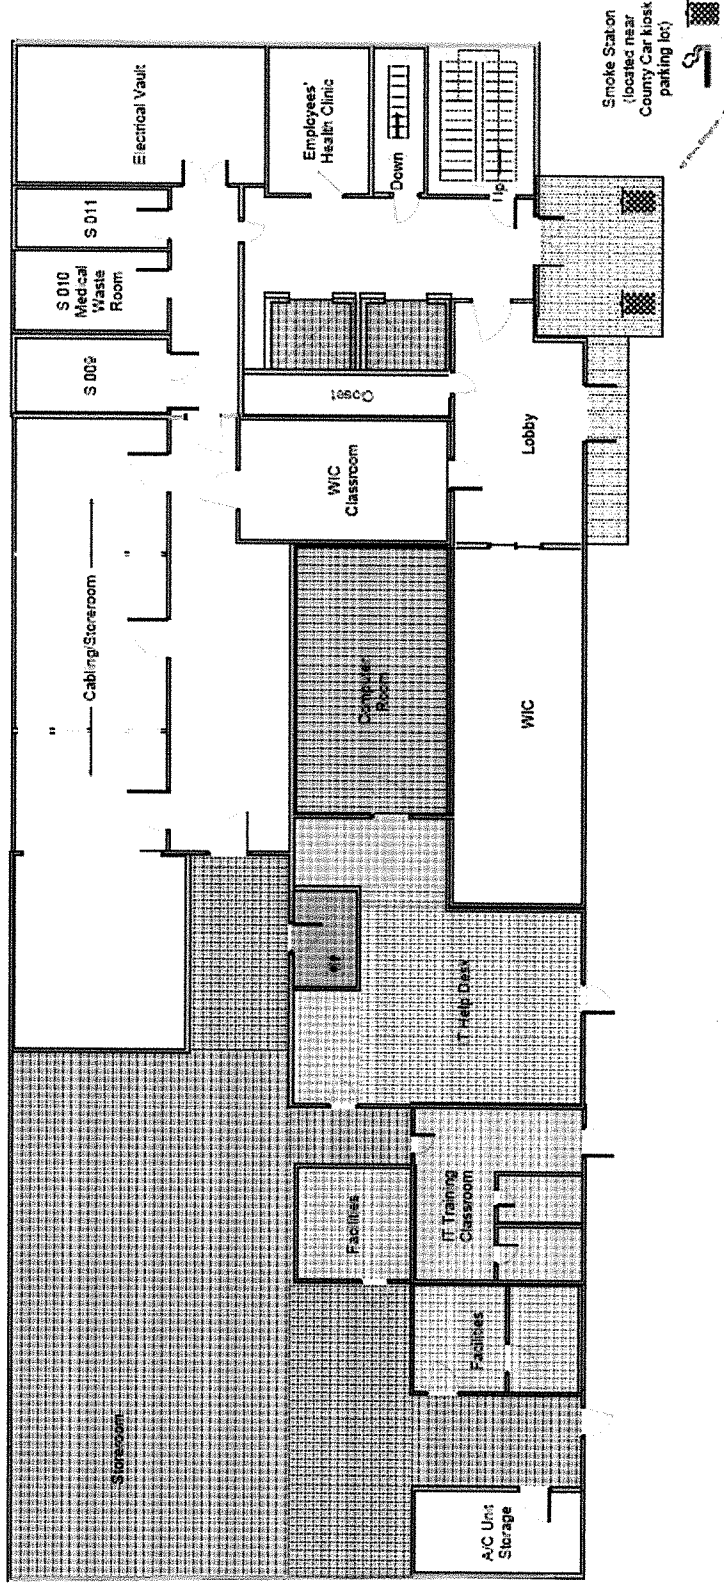 Smoke Station
(located near
County Car kiosk
parking lot)
Electrical Vault
Employees'
Health Clinic
Down
Up
S 011
S 010
Medical
Waste
Room
S 009
Closet
Lobby
WIC
Classroom
Cabling/Storeroom
Computer
Room
WIC
IT Help Desk
Facilities
IT Training
Classroom
Facilities
Storeroom
A/C Unit
Storage